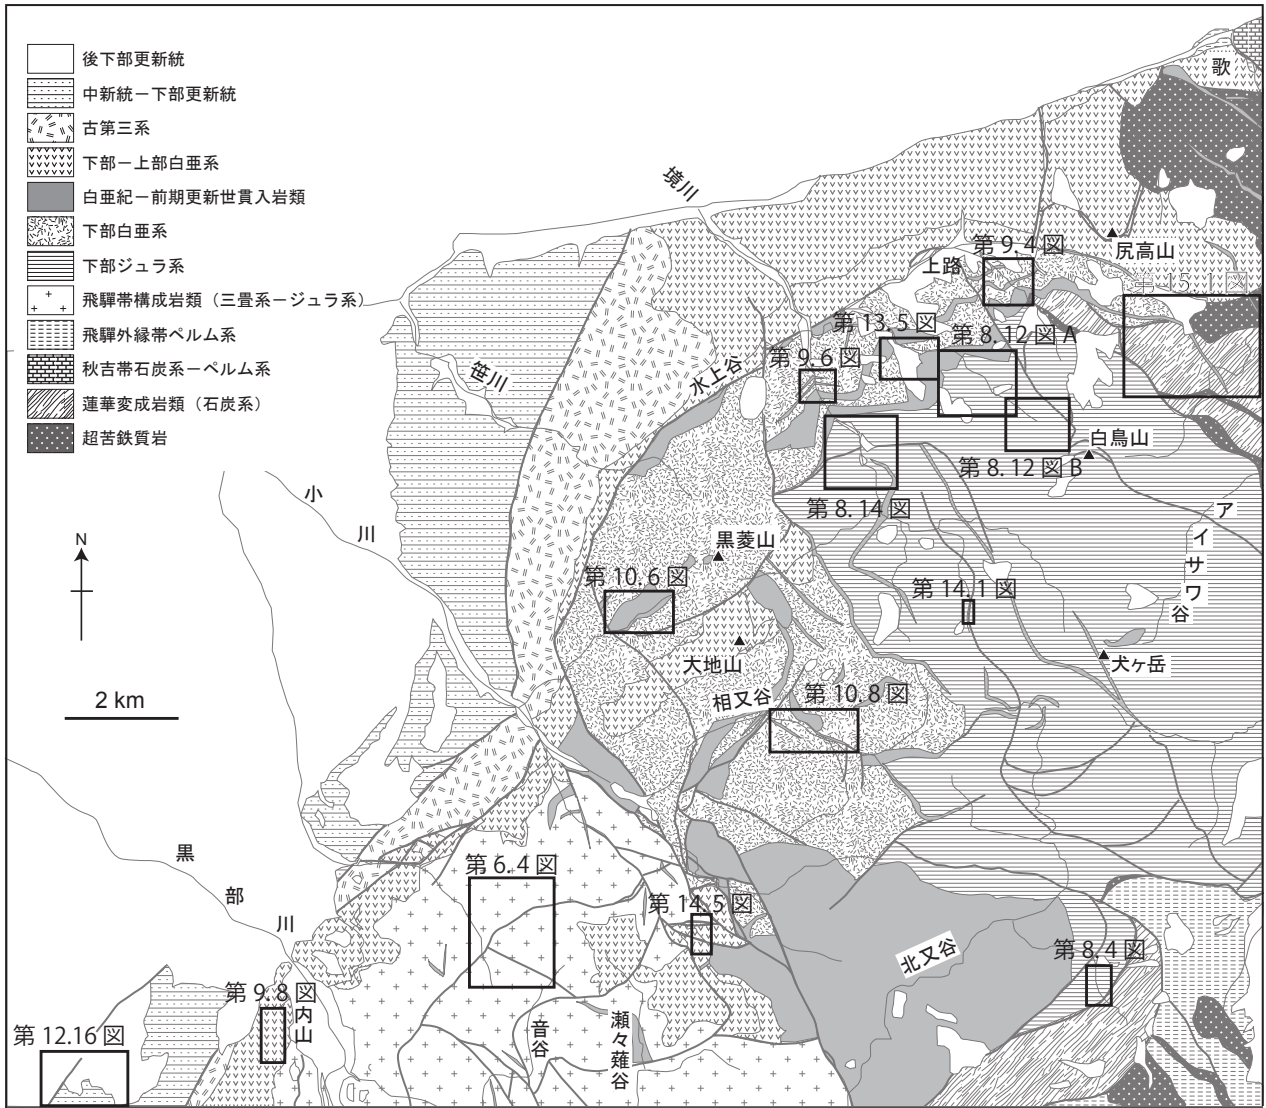 後下部更新統
中新統－下部更新統
古第三系
下部－上部白亜系
白亜紀－前期更新世貫入岩類
下部白亜系
下部ジュラ系
飛驒帯構成岩類（三畳系－ジュラ系）
飛驒外縁帯ペルム系
秋吉帯石炭系－ペルム系
蓮華変成岩類（石炭系）
超苦鉄質岩
歌
境川
尻高山
第 9. 4 図
上路
第 15. 1 図
第 13. 5 図
第 8. 12 図 A
第 9. 6 図
水上谷
笹川
白鳥山
第 8. 12 図 B
第 8. 14 図
小川
アイサワ谷
N
黒菱山
第 10. 6 図
第 14. 1 図
大地山
犬ヶ岳
相又谷
第 10. 8 図
2 km
黒部川
第 6. 4 図
第 14. 5 図
北又谷
第 8. 4 図
第 9. 8 図
内山
音谷
瀬々薙谷
第 12.16 図